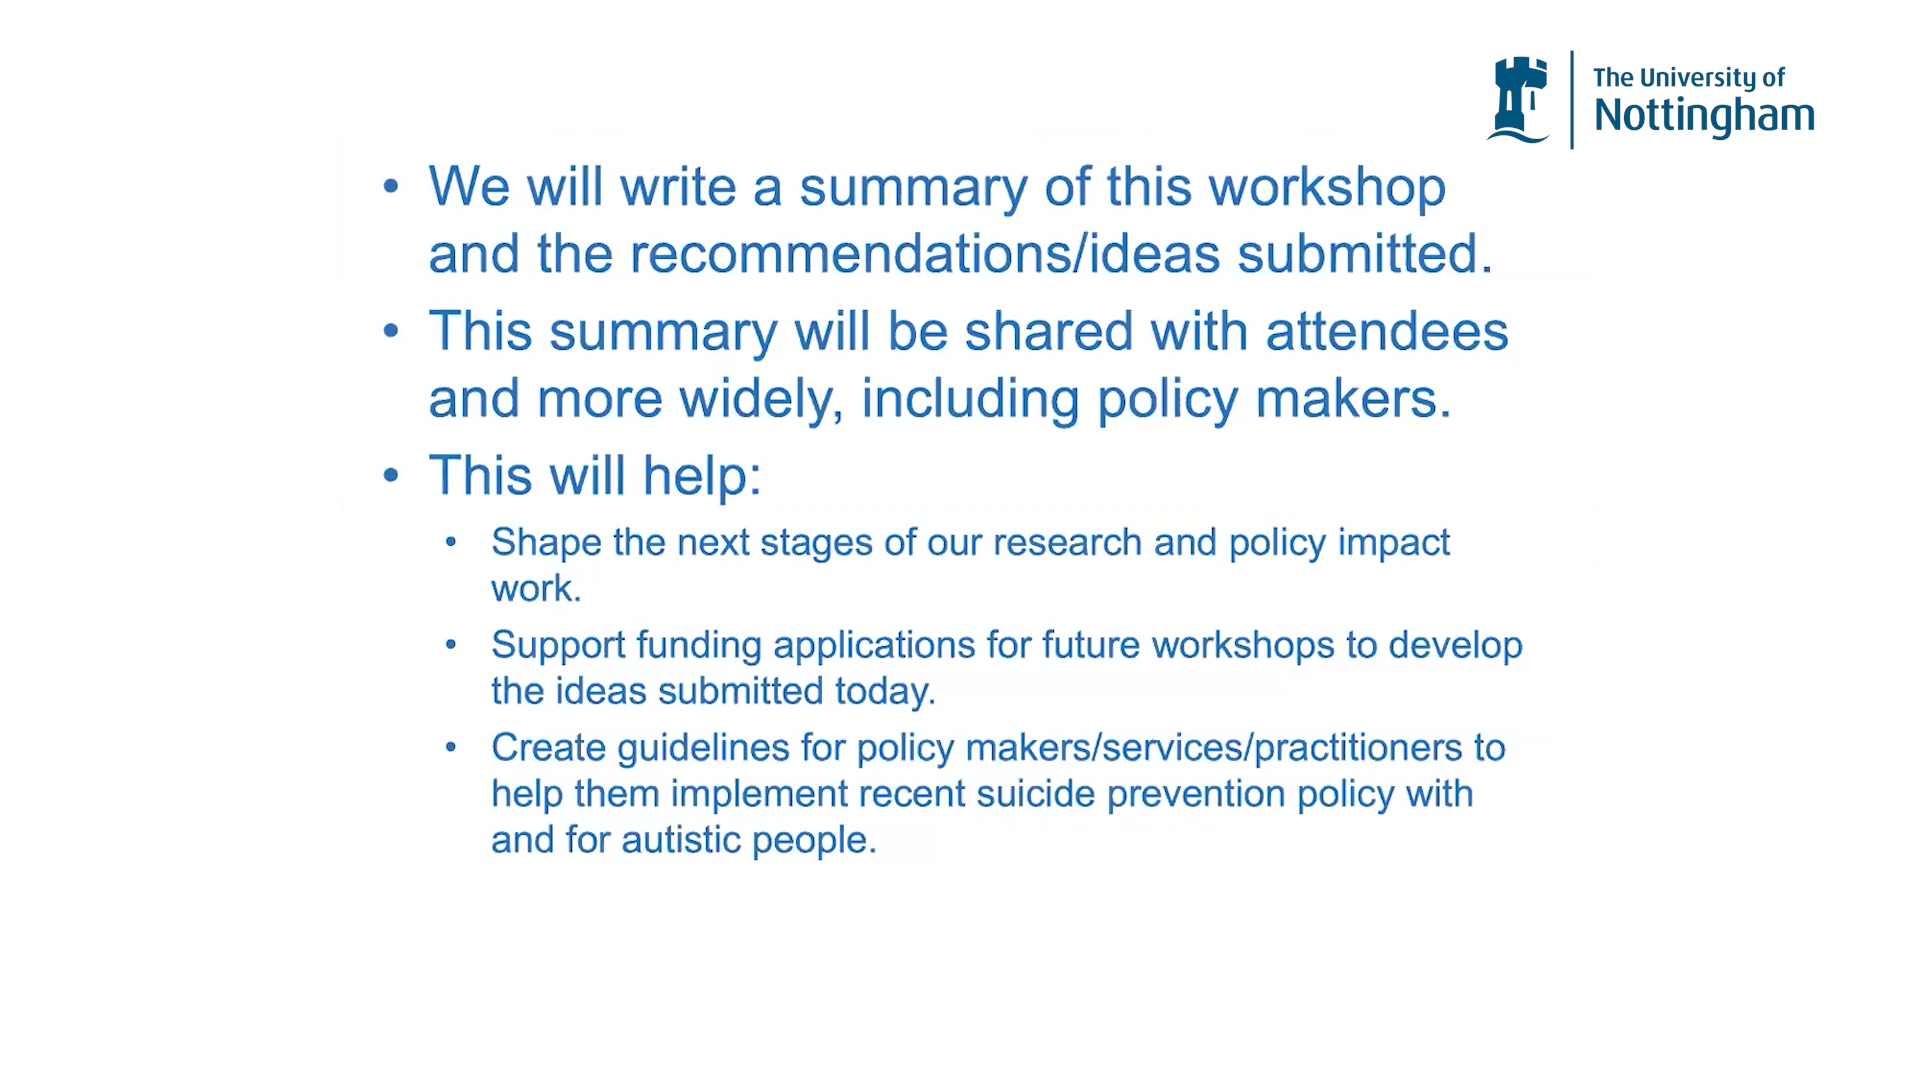 The University of
Nottingham
• We will write a summary of this workshop
and the recommendations/ideas submitted.
• This summary will be shared with attendees
and more widely, including policy makers.
• This will help:
• Shape the next stages of our research and policy impact
work.
• Support funding applications for future workshops to develop
the ideas submitted today.
• Create guidelines for policy makers/services/practitioners to
help them implement recent suicide prevention policy with
and for autistic people.